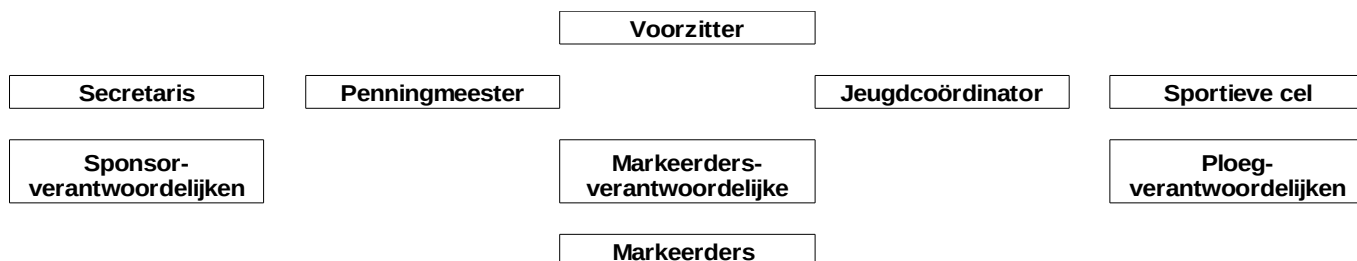 Voorzitter
Secretaris
Penningmeester
Jeugdcoördinator
Sportieve cel
Sponsor-
verantwoordelijken
Markeerders-
verantwoordelijke
Ploeg-
verantwoordelijken
Markeerders